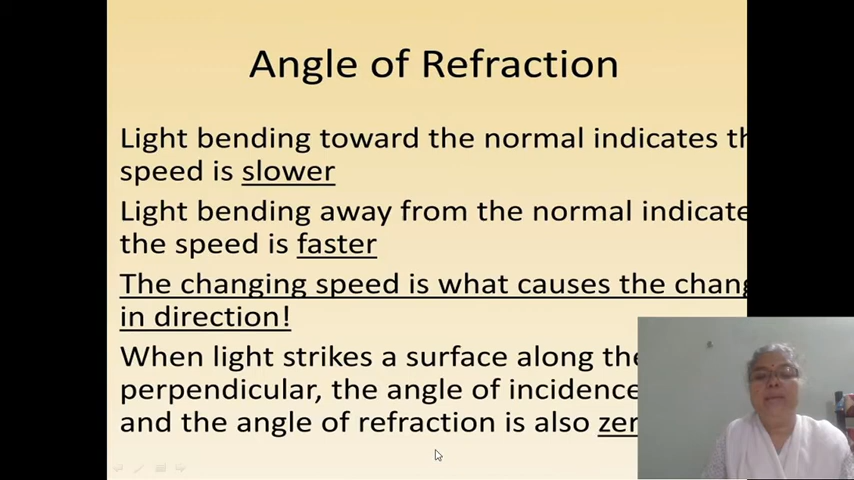 Angle of Refraction
Light bending toward the normal indicates
speed is slower
Light bending away from the normal indicate
the speed is faster
The changing speed is what causes the chang
in direction!
When light strikes a surface along the
perpendicular, the angle of incidence
and the angle of refraction is also